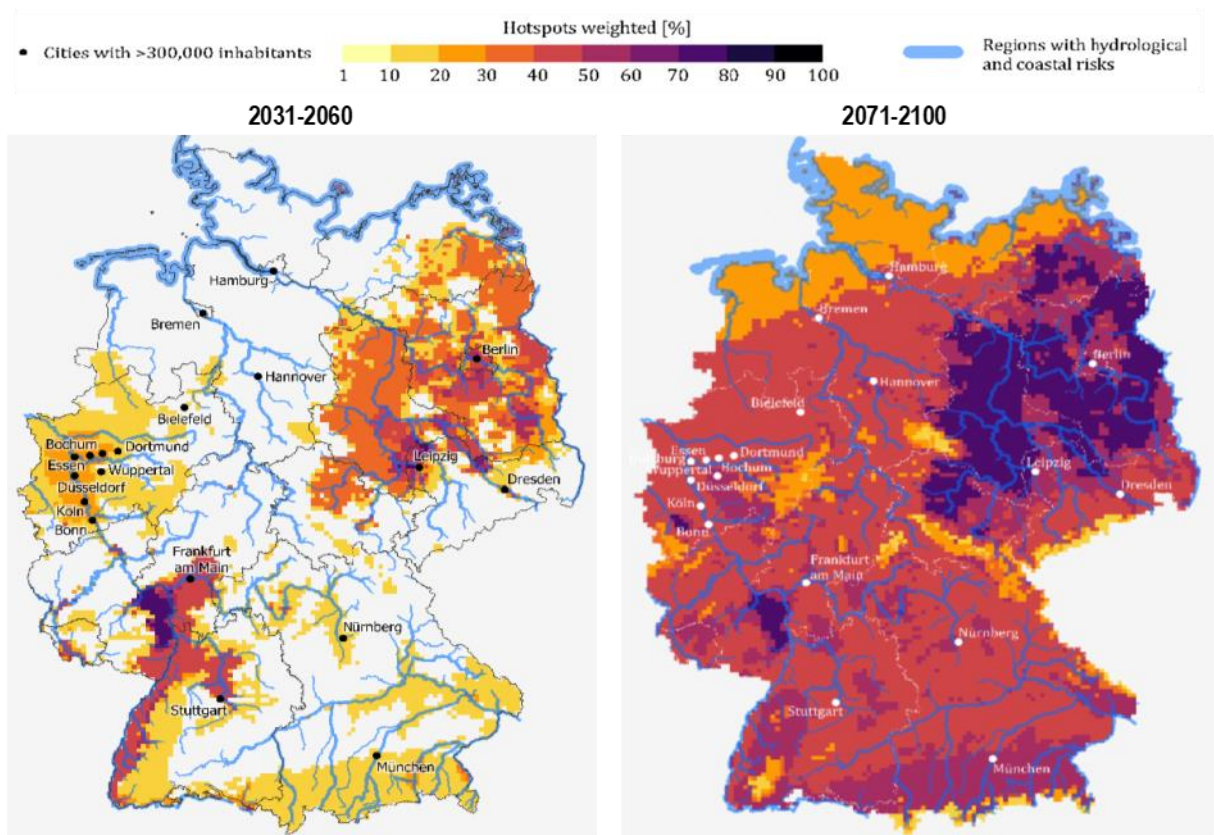 Hotspots weighted [%]
Cities with >300,000 inhabitants
1 10 20 30 40 50 60 70 80 90 100
Regions with hydrological
and coastal risks
2031-2060
2071-2100
Hamburg
Bremen
Berlin
Hannover
Bielefeld
Bochum
Dortmund
Essen
Wuppertal
Düsseldorf
Leipzig
Dresden
Köln
Bonn
Frankfurt
am Main
Nürnberg
Stuttgart
München
Hamburg
Bremen
Berlin
Hannover
Bielefeld
Essen
Dortmund
Wuppertal
Bochum
Düsseldorf
Leipzig
Dresden
Köln
Bonn
Frankfurt
am Main
Nürnberg
Stuttgart
München